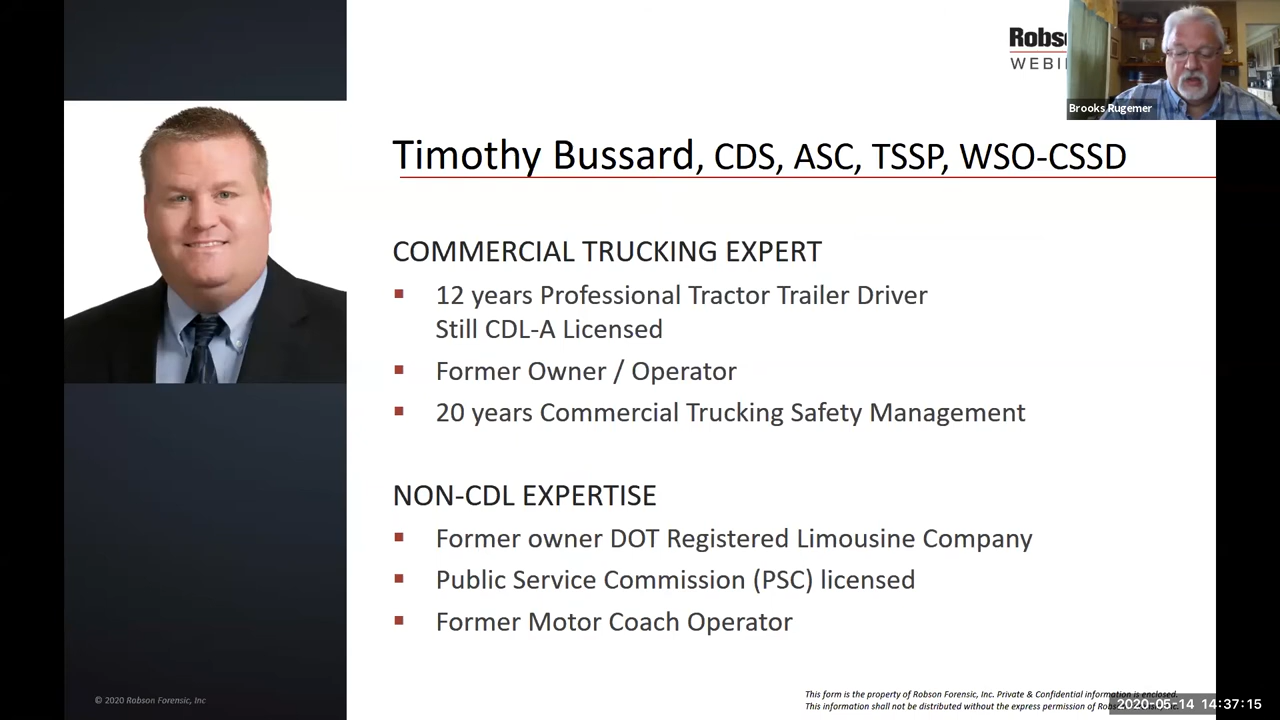 Brooks Rugemer
Timothy Bussard, CDS, ASC, TSSP, WSO-CSSD
COMMERCIAL TRUCKING EXPERT
12 years Professional Tractor Trailer Driver
Still CDL-A Licensed
Former Owner / Operator
20 years Commercial Trucking Safety Management
NON-CDL EXPERTISE
Former owner DOT Registered Limousine Company
Public Service Commission (PSC) licensed
Former Motor Coach Operator
© 2020 Robson Forensic, Inc
This form is the property of Robson Forensic, Inc. Private & Confidential information is enclosed.
This information shall not be distributed without the express permission of
2020-05-14 14:37:15